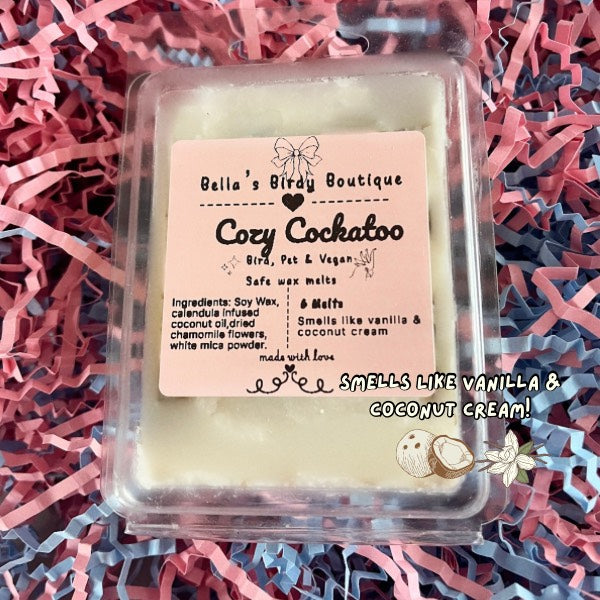 Bella's Birdy Boutique
Cozy Cockatoo
Bird, Pet & Vegan
Safe wax melts
Ingredients: Soy Wax,
calendula infused
coconut oil,dried
chamomile flowers,
white mica powder.
6 Melts
Smells like vanilla &
coconut cream
made with love
SMELLS LIKE VANILLA &
COCONUT CREAM!